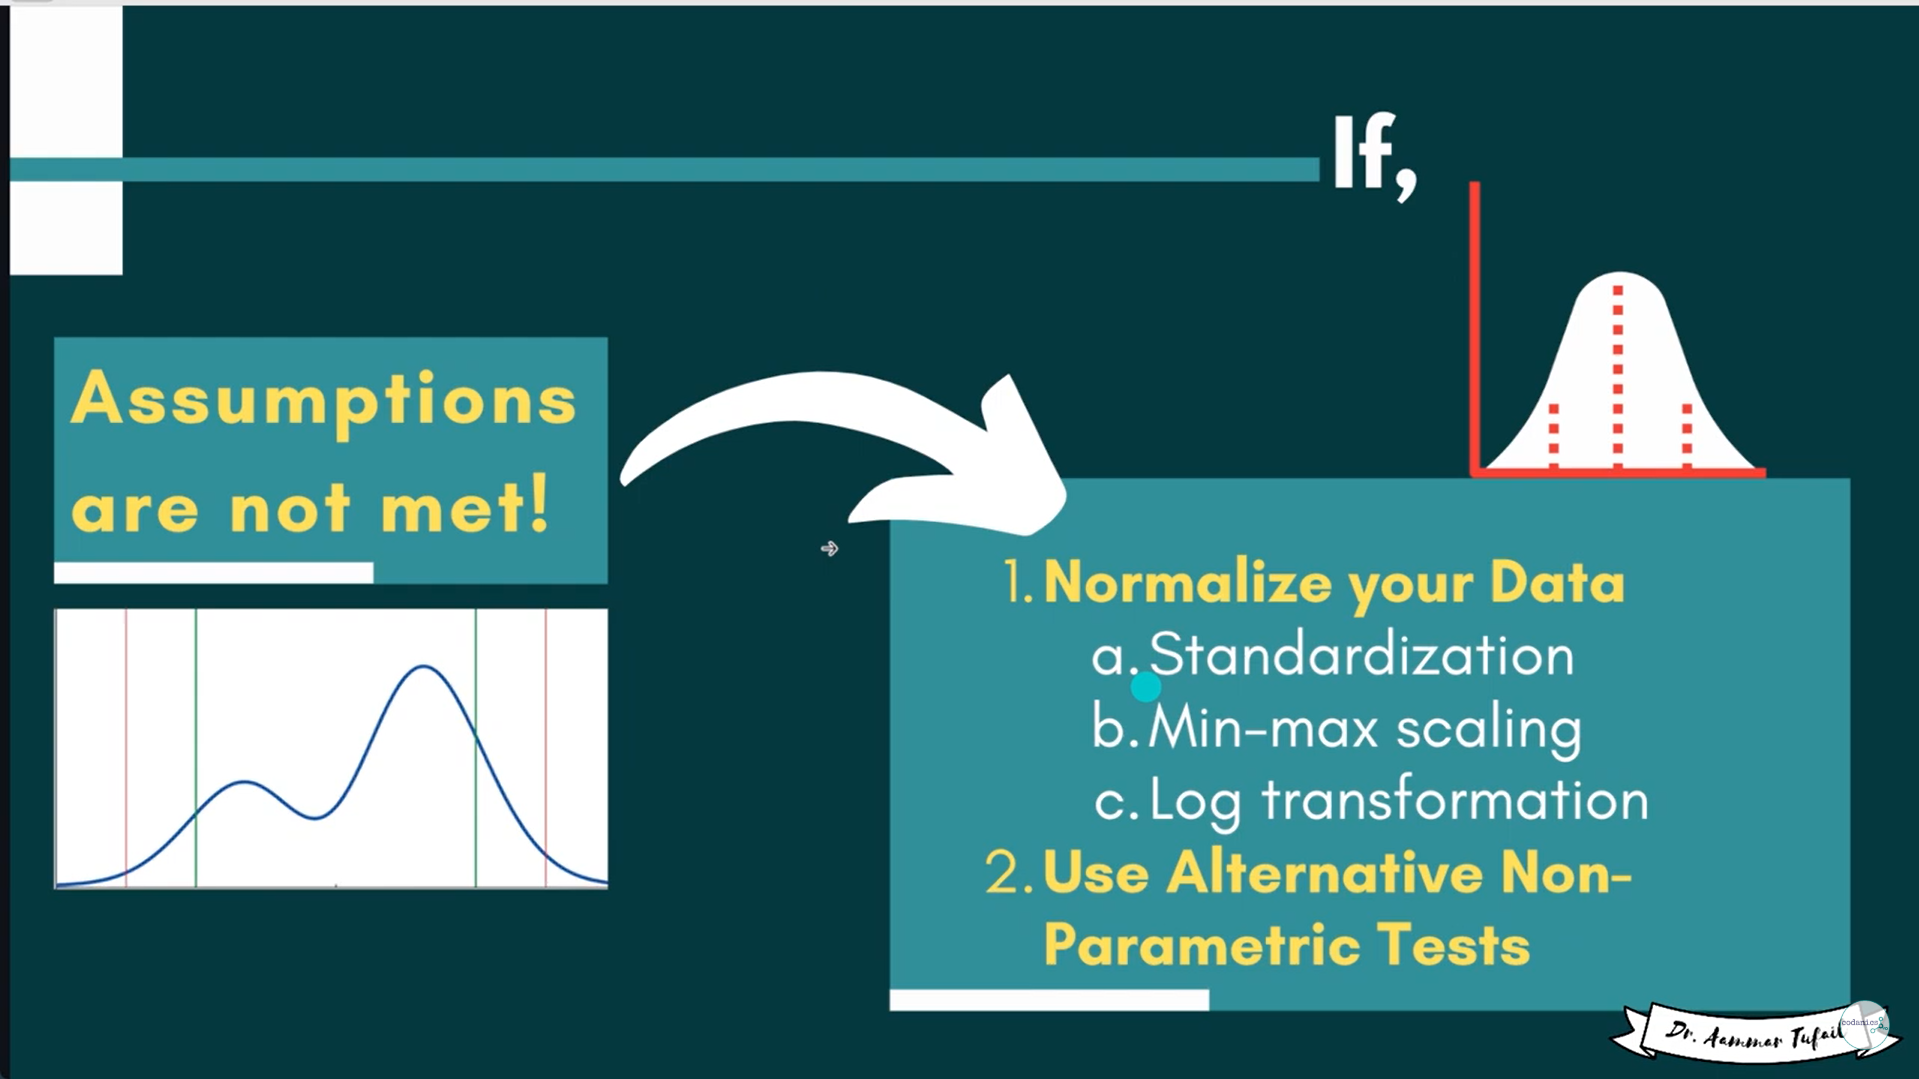 If,
Assumptions
are not met!
1. Normalize your Data
a. Standardization
b. Min-max scaling
c. Log transformation
2. Use Alternative Non-
Parametric Tests
Dr. Aammar Tufail
codanics